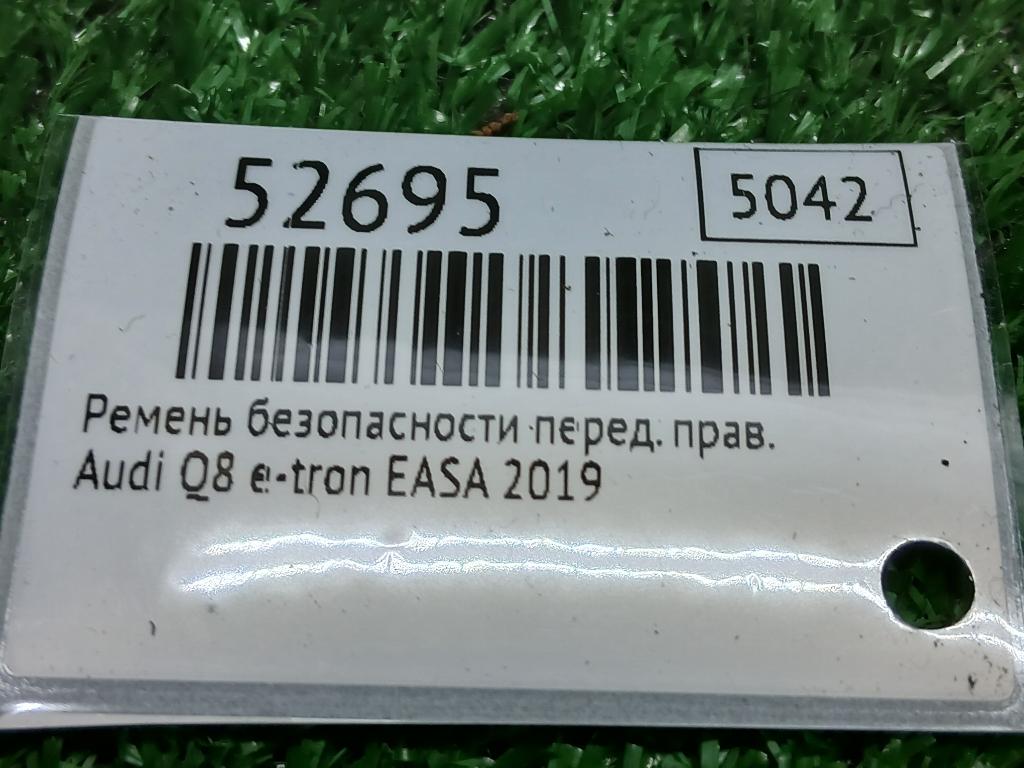 52695
5042
Ремень безопасности перед. прав.
Audi Q8 e-tron EASA 2019